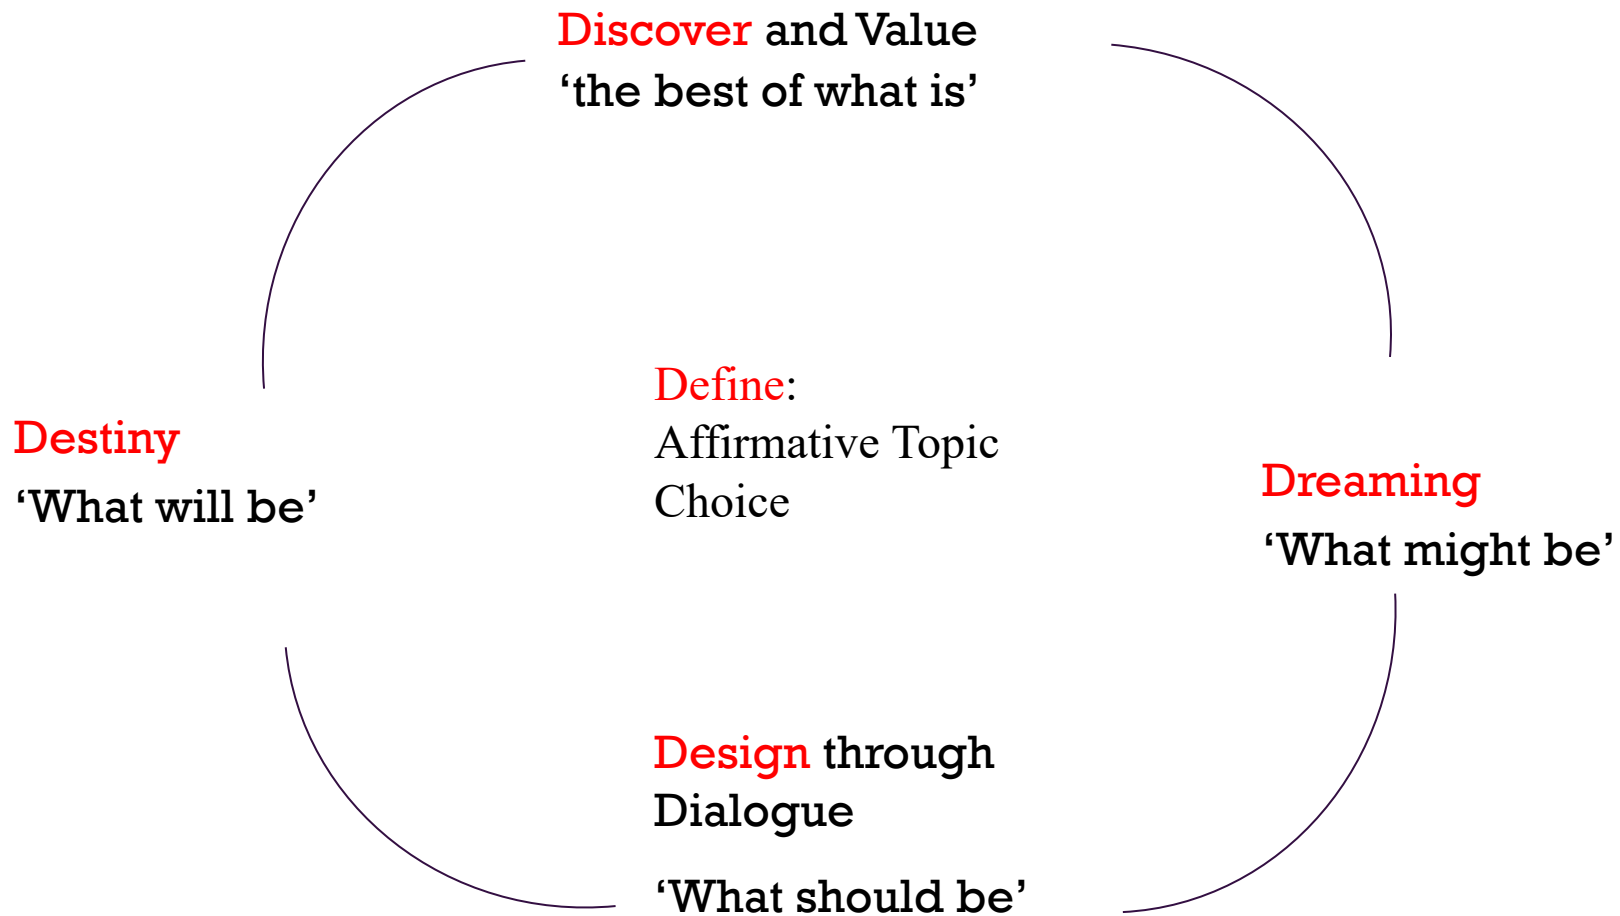 Discover and Value
‘the best of what is’
Define:
Affirmative Topic
Choice
Destiny
‘What will be’
Dreaming
‘What might be’
Design through
Dialogue
‘What should be’